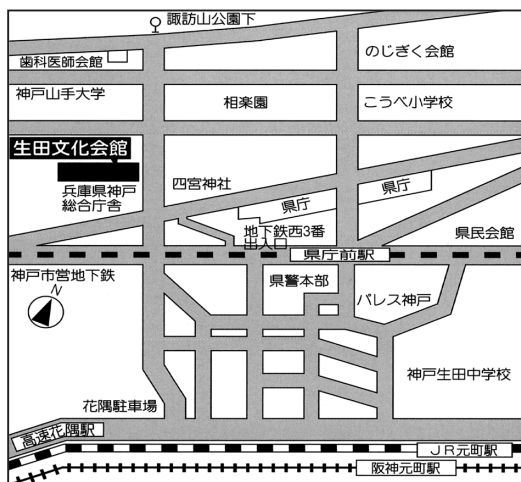 諏訪山公園下
のじぎく会館
歯科医師会館
神戸山手大学
相楽園
こうべ小学校
生田文化会館
兵庫県神戸
総合庁舎
四宮神社
県庁
県庁
地下鉄西3番
出入口
県民会館
県庁前駅
神戸市営地下鉄
N
県警本部
パレス神戸
神戸生田中学校
花隈駐車場
高速花隈駅
JR元町駅
阪神元町駅